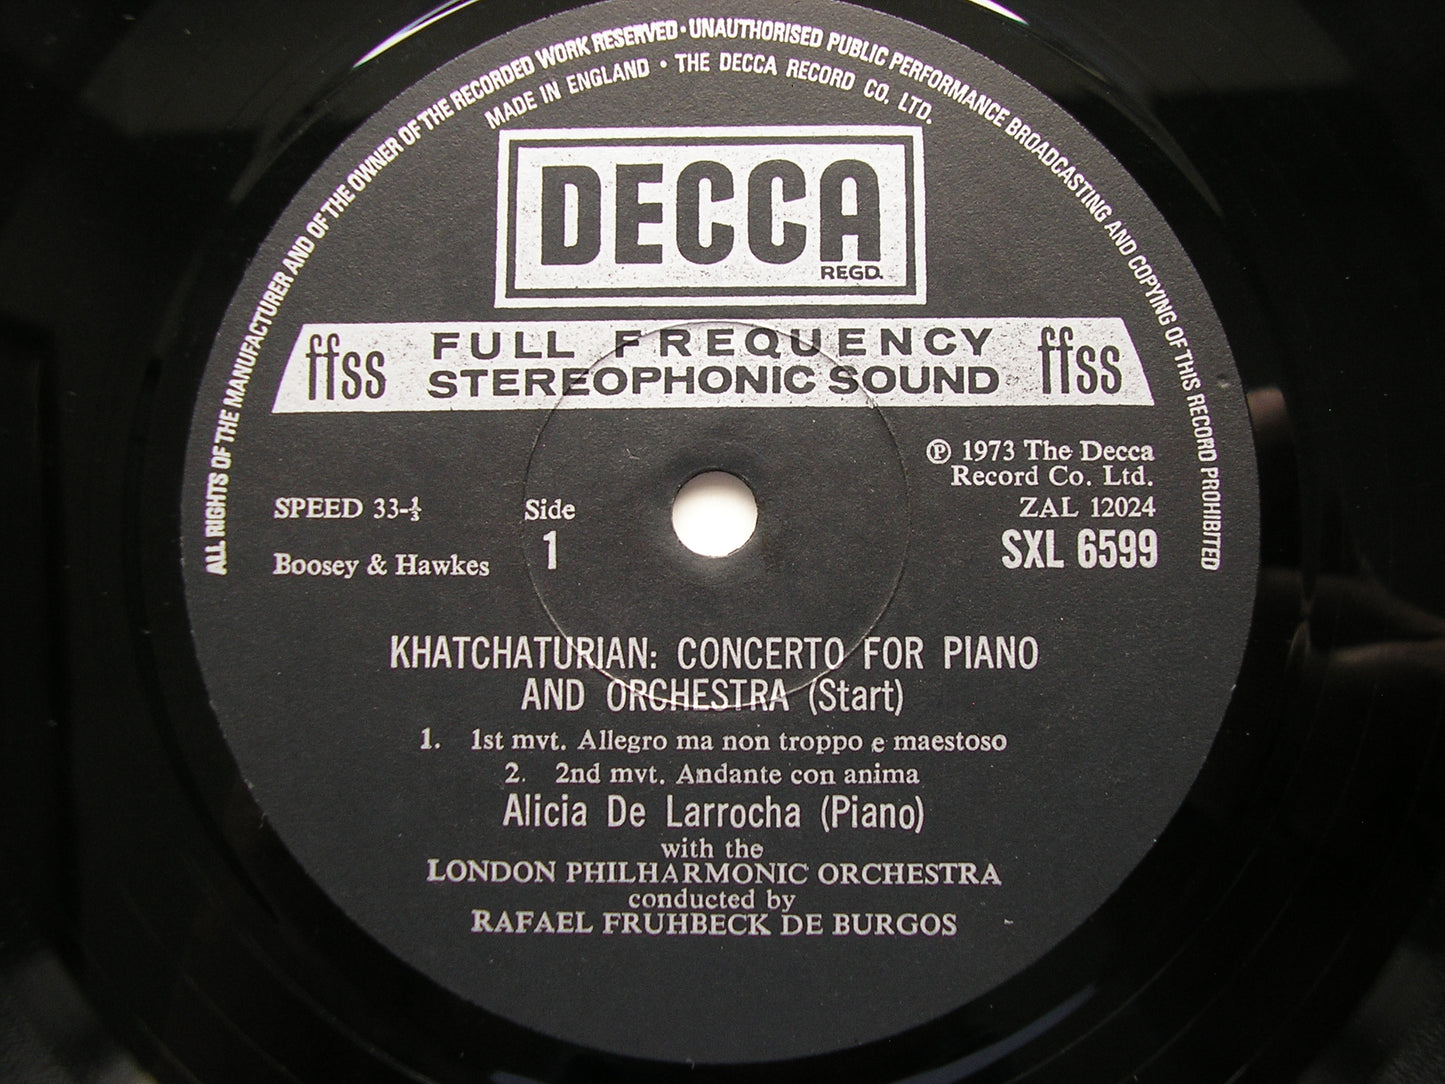 ALL RIGHTS OF THE MANUFACTURER AND OF THE OWNER OF THE RECORDED WORK RESERVED · UNAUTHORISED PUBLIC PERFORMANCE BROADCASTING AND COPYING OF THIS RECORD PROHIBITED
MADE IN ENGLAND · THE DECCA RECORD CO. LTD.
DECCA
REGD.
ffss FULL FREQUENCY ffss
STEREOPHONIC SOUND
℗ 1973 The Decca
Record Co. Ltd.
SPEED 33-⅓ Side ZAL 12024
Boosey & Hawkes 1 SXL 6599
KHATCHATURIAN: CONCERTO FOR PIANO
AND ORCHESTRA (Start)
1. 1st mvt. Allegro ma non troppo e maestoso
2. 2nd mvt. Andante con anima
Alicia De Larrocha (Piano)
with the
LONDON PHILHARMONIC ORCHESTRA
conducted by
RAFAEL FRUHBECK DE BURGOS